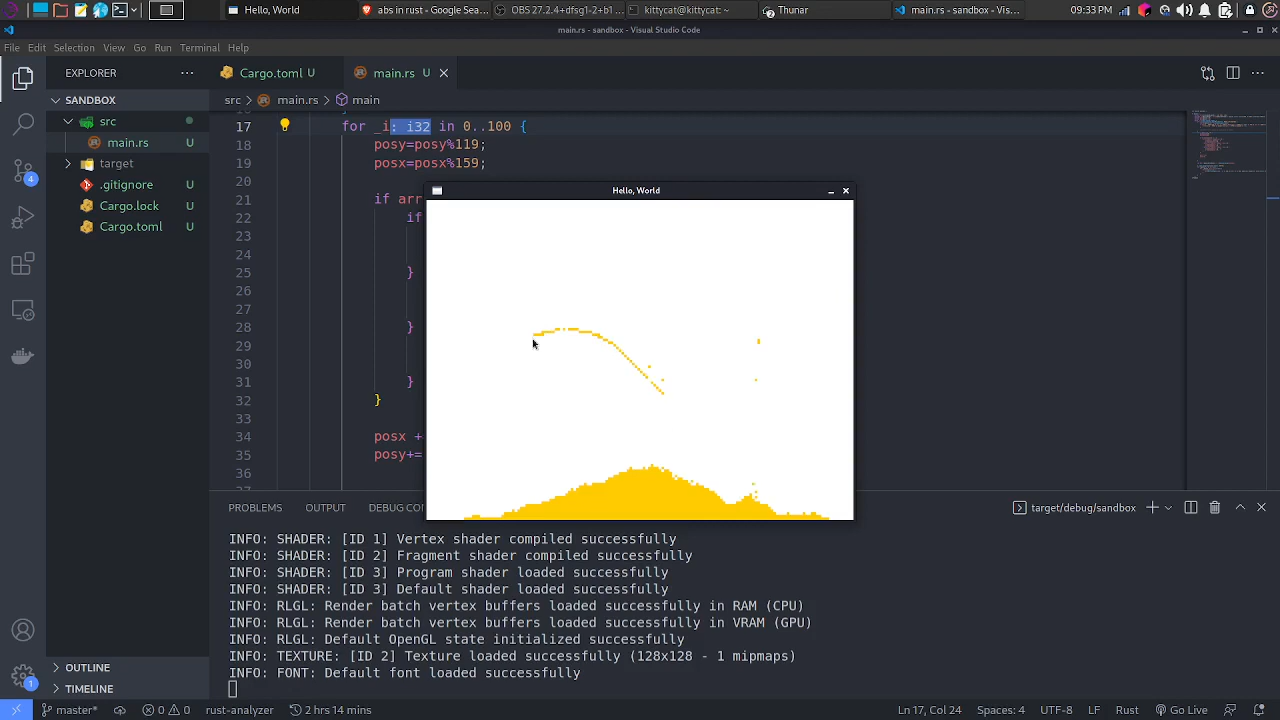 Hello, World
abs in rust - Google Sea...
OBS 27.2.4+dfsg1-2+b1 ...
kittycat@kittycat: ~
Thunar
main.rs - sandbox - Vis...
09:33 PM
main.rs - sandbox - Visual Studio Code
File Edit Selection View Go Run Terminal Help
EXPLORER
Cargo.toml U
main.rs U
SANDBOX
src > main.rs > main
src
main.rs U
target
.gitignore U
Cargo.lock U
Cargo.toml U
17 for _i: i32 in 0..100 {
18 posy=posy%119;
19 posx=posx%159;
20
21 if arr
22 if
23
24
25 }
26
27
28 }
29
30
31 }
32 }
33
34 posx +
35 posy+=
36
37
Hello, World
PROBLEMS OUTPUT DEBUG CO
target/debug/sandbox
INFO: SHADER: [ID 1] Vertex shader compiled successfully
INFO: SHADER: [ID 2] Fragment shader compiled successfully
INFO: SHADER: [ID 3] Program shader loaded successfully
INFO: SHADER: [ID 3] Default shader loaded successfully
INFO: RLGL: Render batch vertex buffers loaded successfully in RAM (CPU)
INFO: RLGL: Render batch vertex buffers loaded successfully in VRAM (GPU)
INFO: RLGL: Default OpenGL state initialized successfully
INFO: TEXTURE: [ID 2] Texture loaded successfully (128x128 - 1 mipmaps)
INFO: FONT: Default font loaded successfully
4
1
OUTLINE
TIMELINE
master* 0 0 rust-analyzer 2 hrs 14 mins
Ln 17, Col 24 Spaces: 4 UTF-8 LF Rust Go Live